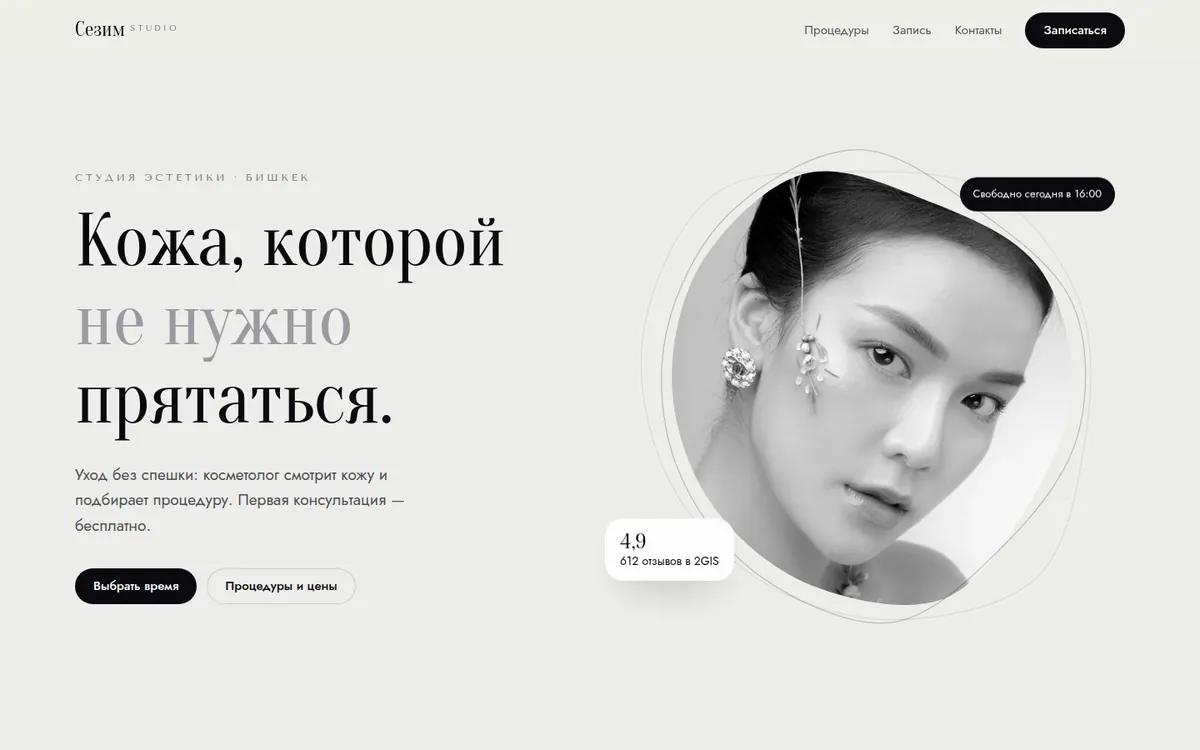 Сезим STUDIO
Процедуры
Запись
Контакты
Записаться
СТУДИЯ ЭСТЕТИКИ · БИШКЕК
Кожа, которой
не нужно
прятаться.
Уход без спешки: косметолог смотрит кожу и
подбирает процедуру. Первая консультация —
бесплатно.
Выбрать время
Процедуры и цены
Свободно сегодня в 16:00
4,9
612 отзывов в 2GIS